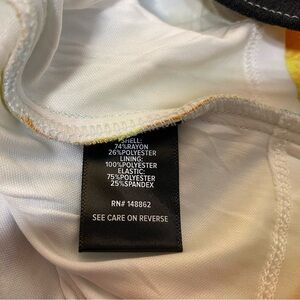 SHELL:
74%RAYON
26%POLYESTER
LINING:
100%POLYESTER
ELASTIC:
75%POLYESTER
25%SPANDEX
RN# 148862
SEE CARE ON REVERSE